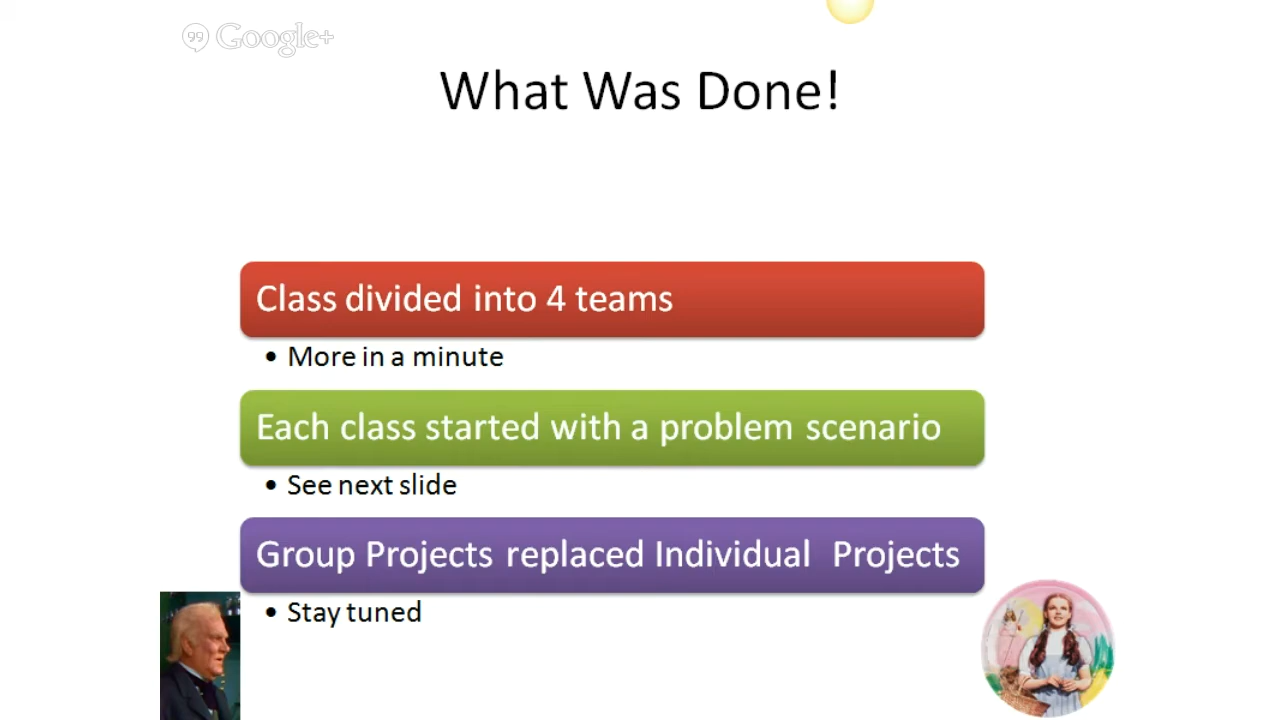 Google+
What Was Done!
Class divided into 4 teams
• More in a minute
Each class started with a problem scenario
• See next slide
Group Projects replaced Individual Projects
• Stay tuned